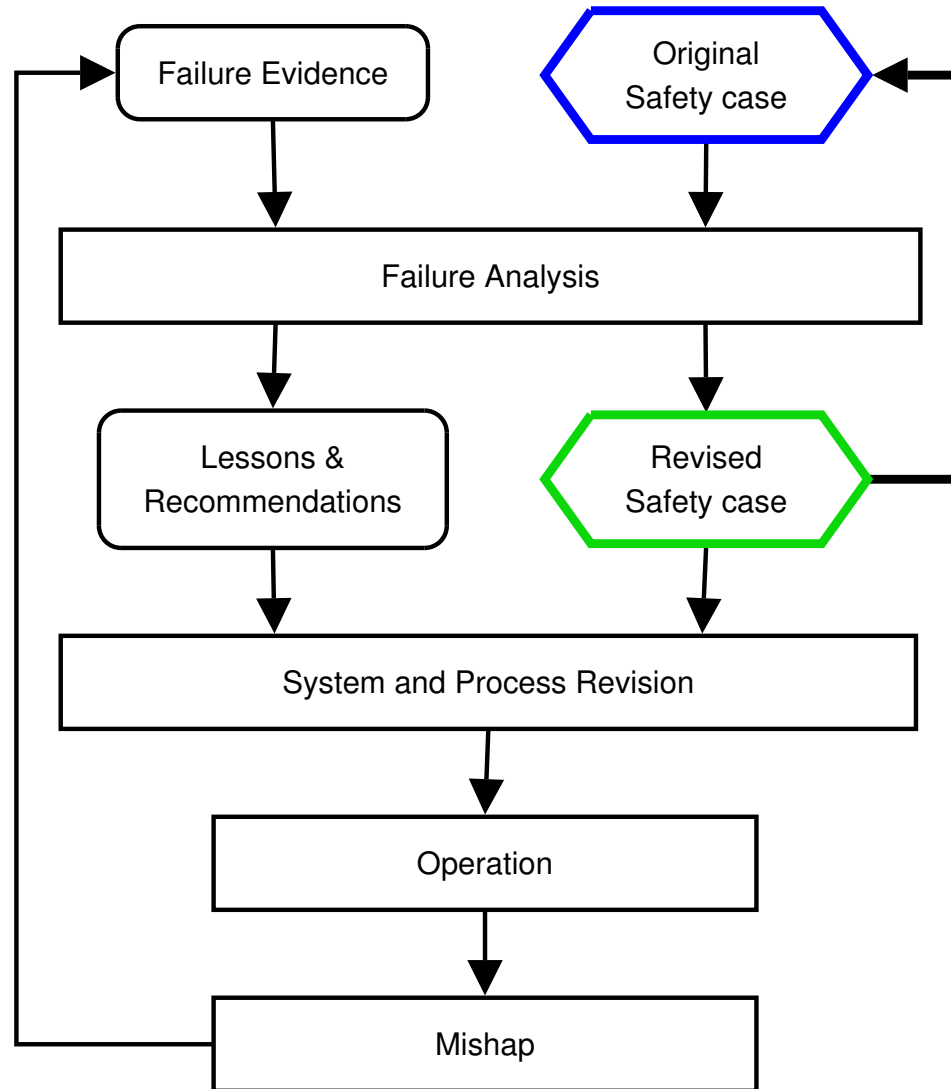 Failure Evidence
Original
Safety case
Failure Analysis
Lessons &
Recommendations
Revised
Safety case
System and Process Revision
Operation
Mishap